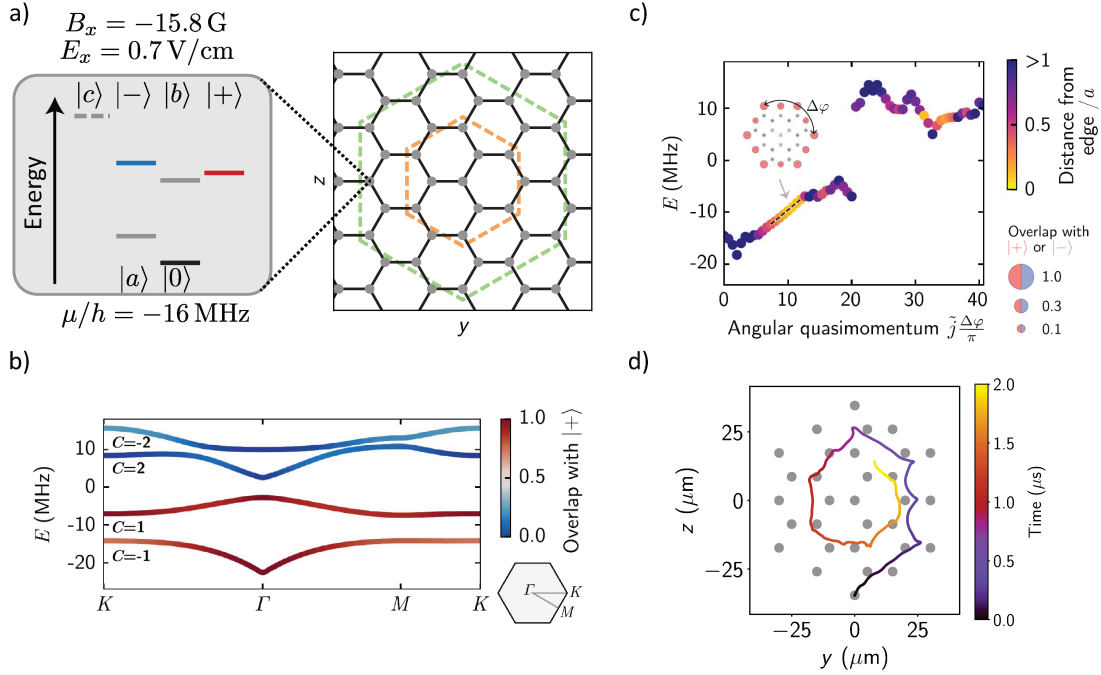 a)
B_x = −15.8 G
E_x = 0.7 V/cm
|c⟩ |−⟩ |b⟩ |+⟩
Energy
|a⟩ |0⟩
μ/h = −16 MHz
z
y
b)
E (MHz)
10
0
-10
-20
C=-2
C=2
C=1
C=-1
K Γ M K
1.0
0.5
0.0
Overlap with |+⟩
Γ
K
M
c)
E (MHz)
10
0
-10
-20
Δφ
0 10 20 30 40
Angular quasimomentum j̃ Δφ/π
>1
0.5
0
Distance from
edge /a
Overlap with
|+⟩ or |−⟩
1.0
0.3
0.1
d)
z (μm)
25
0
−25
−25 0 25
y (μm)
2.0
1.5
1.0
0.5
0.0
Time (μs)